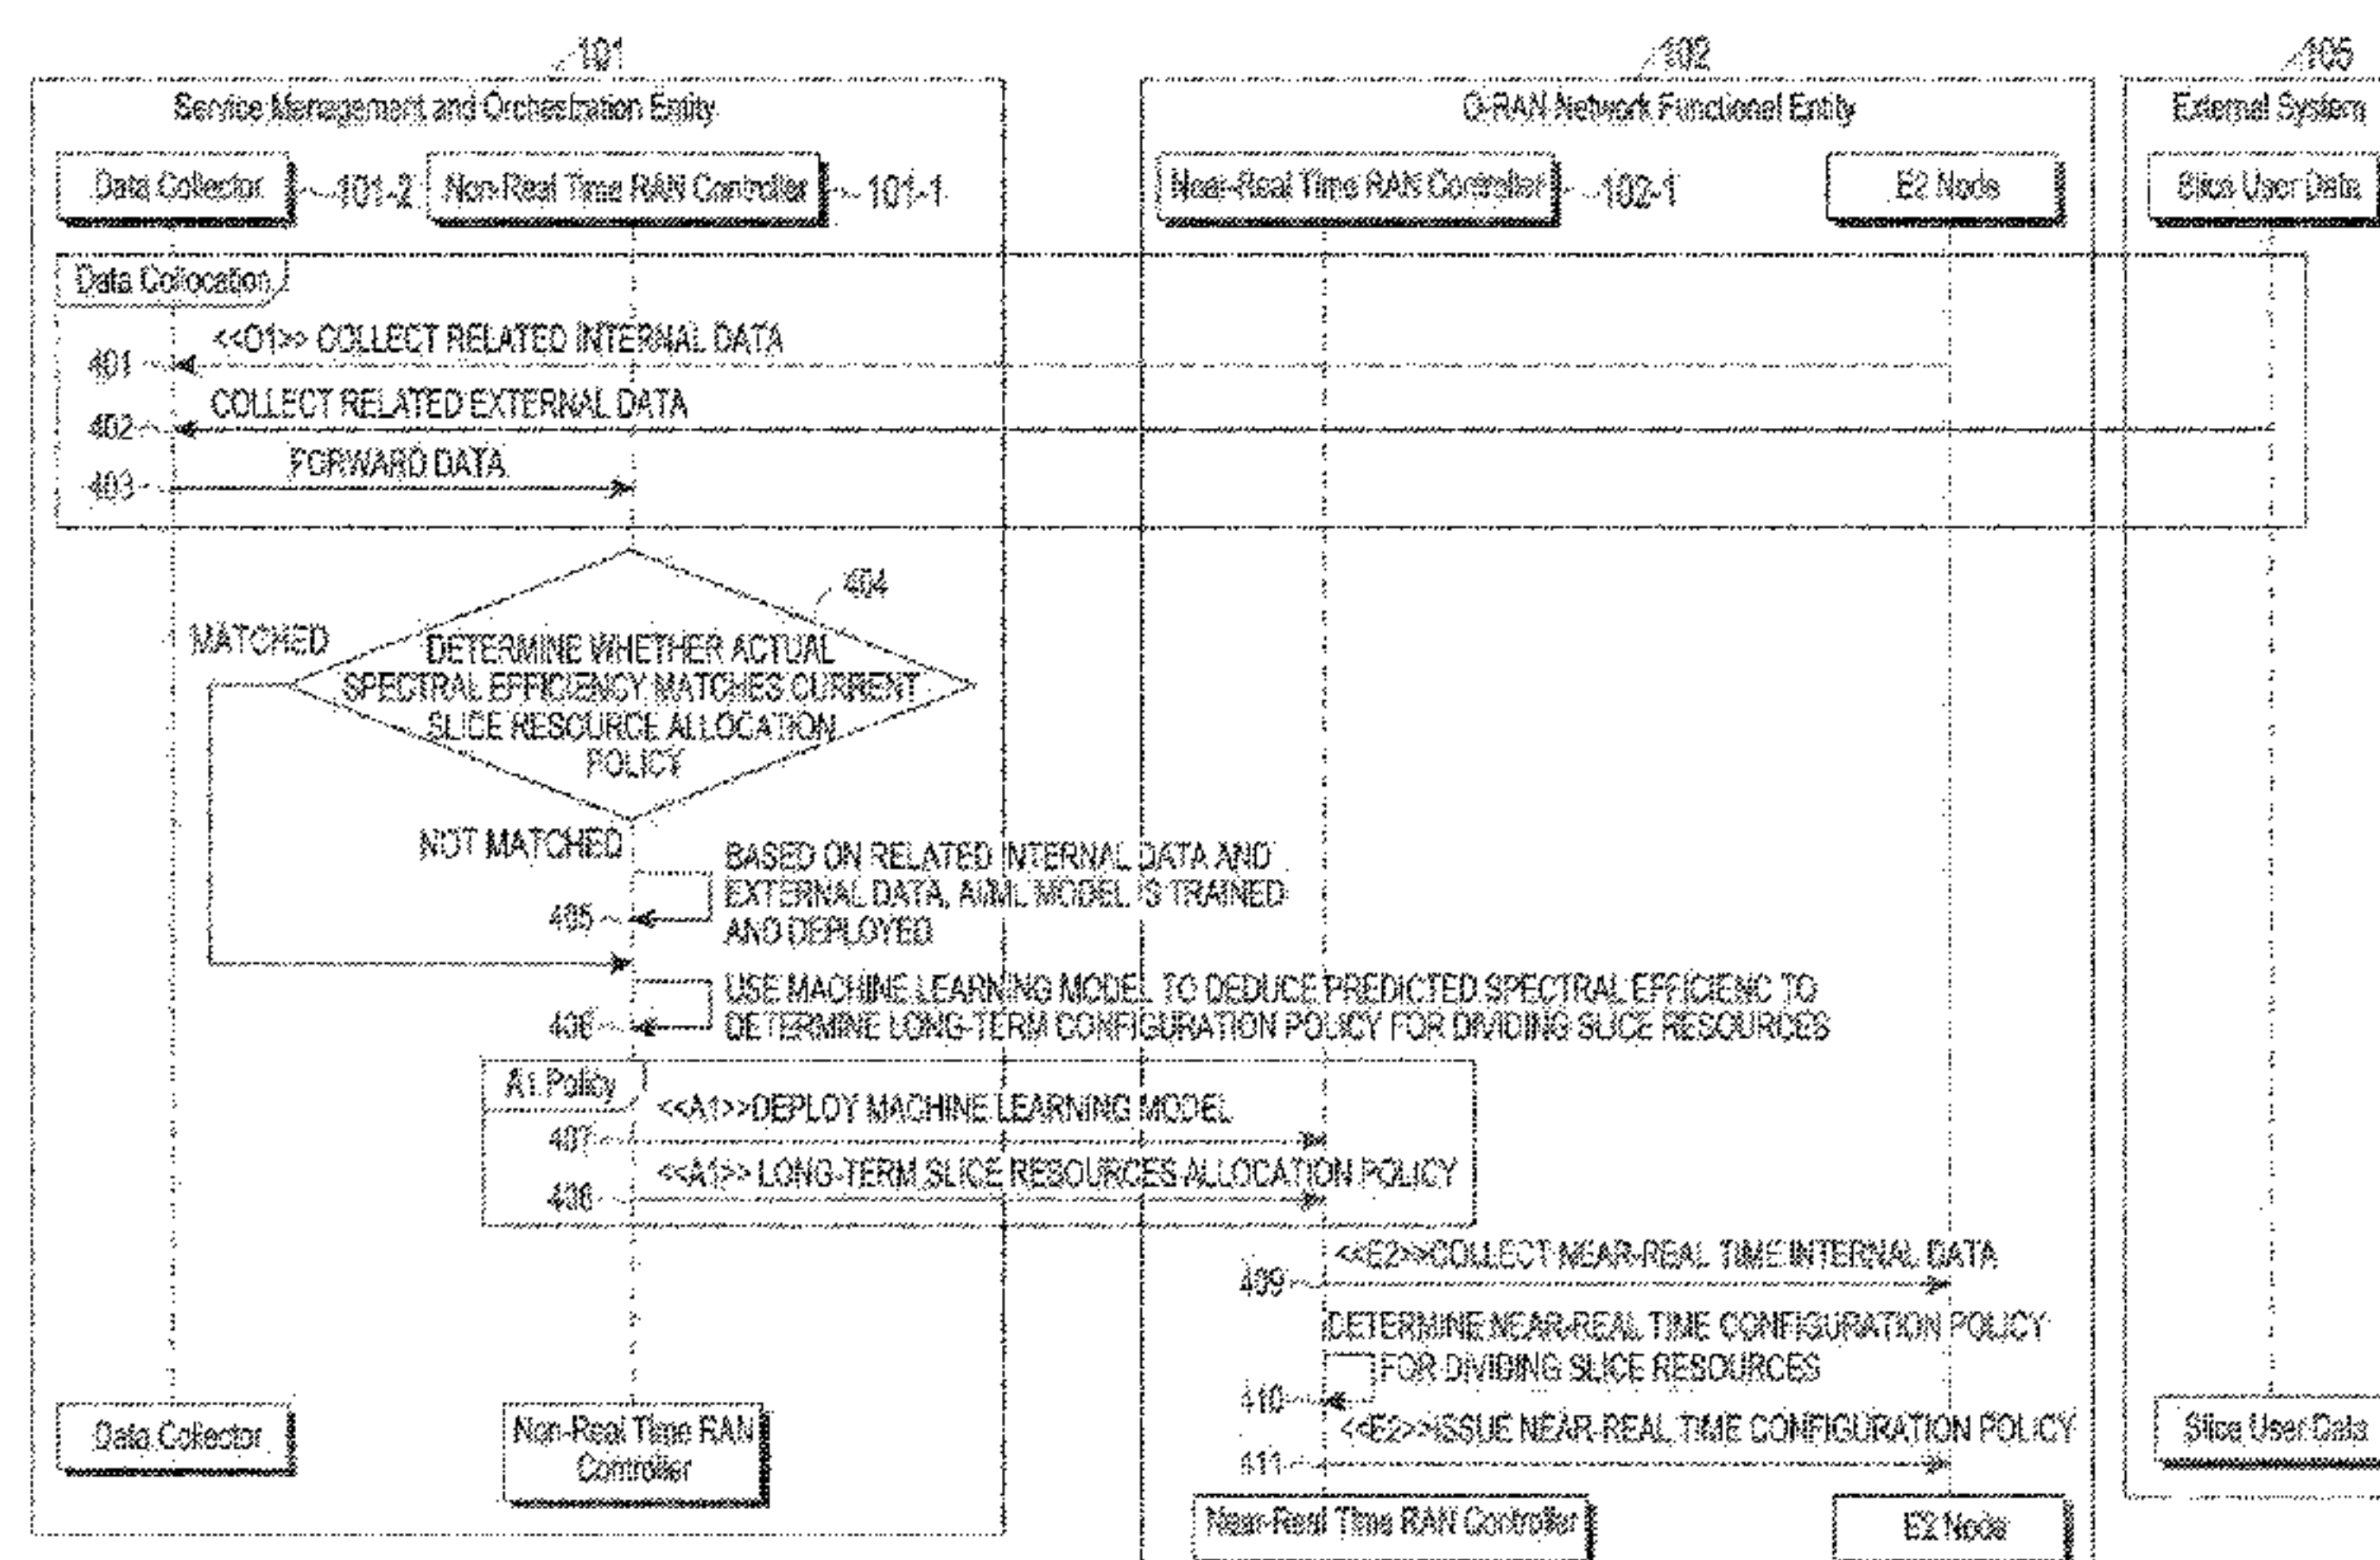 101
102
105
Service Management and Orchestration Entity
O-RAN Network Functional Entity
External System
Data Collector
101-2
Non-Real Time RAN Controller
101-1
Near-Real Time RAN Controller
102-1
E2 Node
Slice User Data
Data Collocation
<<O1>> COLLECT RELATED INTERNAL DATA
401
COLLECT RELATED EXTERNAL DATA
402
FORWARD DATA
403
404
MATCHED
DETERMINE WHETHER ACTUAL
SPECTRAL EFFICIENCY MATCHES CURRENT
SLICE RESOURCE ALLOCATION
POLICY
NOT MATCHED
BASED ON RELATED INTERNAL DATA AND
EXTERNAL DATA, AI/ML MODEL IS TRAINED
AND DEPLOYED
405
USE MACHINE LEARNING MODEL TO DEDUCE PREDICTED SPECTRAL EFFICIENC TO
DETERMINE LONG-TERM CONFIGURATION POLICY FOR DIVIDING SLICE RESOURCES
406
A1 Policy
<<A1>>DEPLOY MACHINE LEARNING MODEL
407
<<A1>> LONG-TERM SLICE RESOURCES ALLOCATION POLICY
408
<<E2>>COLLECT NEAR-REAL TIME INTERNAL DATA
409
DETERMINE NEAR-REAL TIME CONFIGURATION POLICY
FOR DIVIDING SLICE RESOURCES
410
<<E2>>ISSUE NEAR-REAL TIME CONFIGURATION POLICY
411
Data Collector
Non-Real Time RAN
Controller
Near-Real Time RAN Controller
E2 Node
Slice User Data